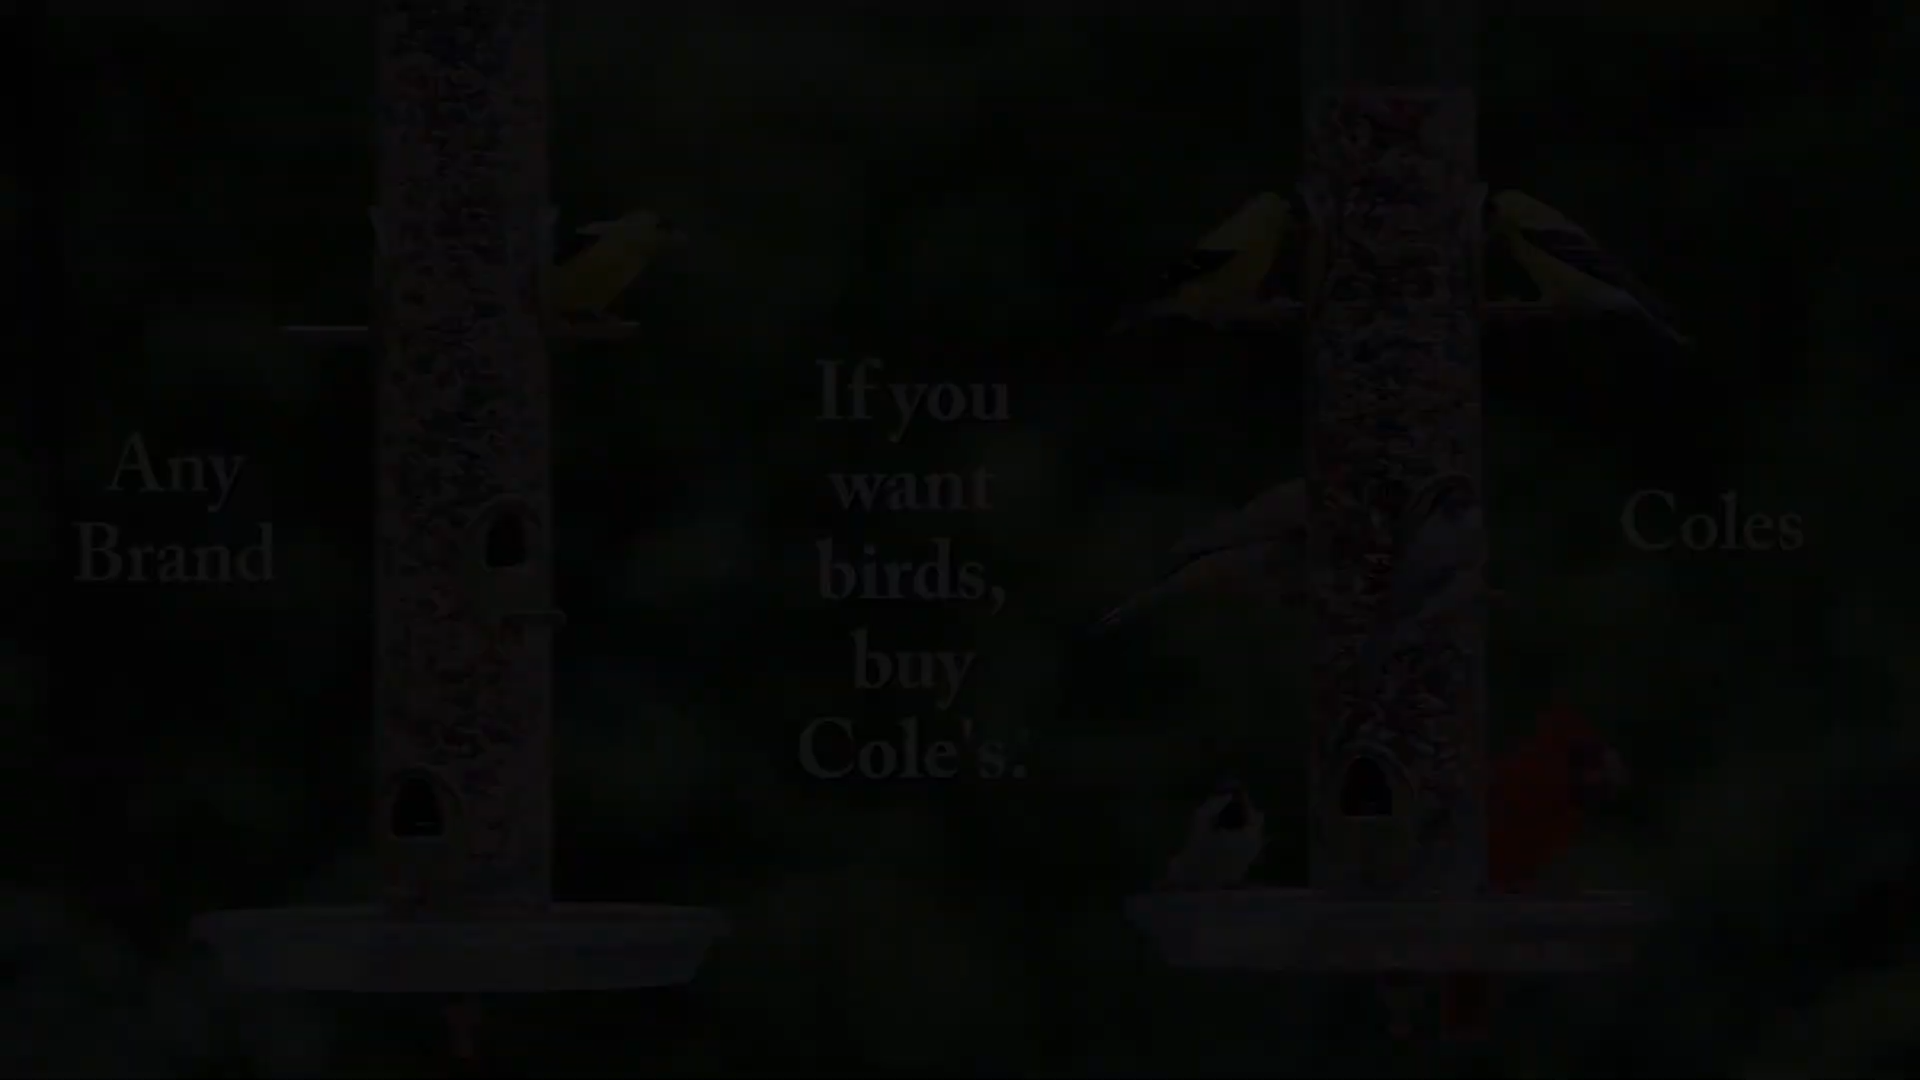 Any
Brand
If you
want
birds,
buy
Cole's.
Coles